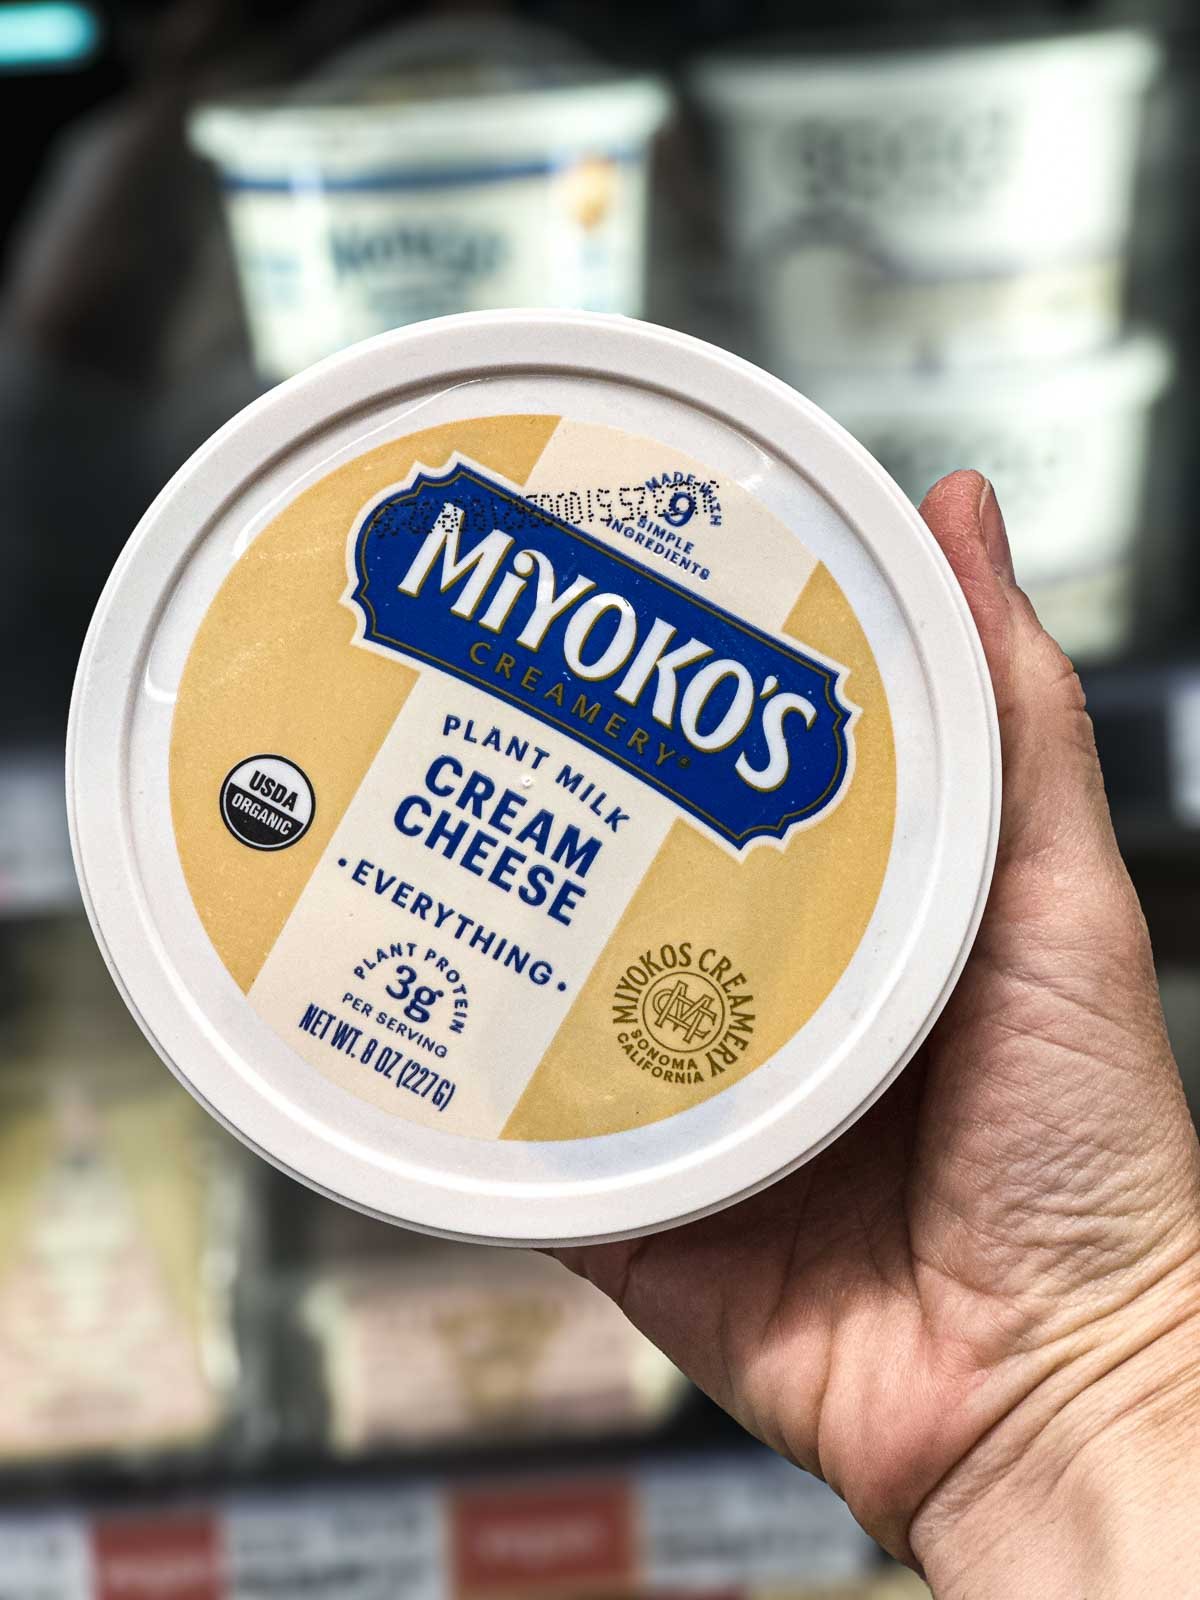 MADE WITH
9
SIMPLE
INGREDIENTS
MiYOKO'S
CREAMERY®
PLANT MILK
CREAM
CHEESE
• EVERYTHING •
PLANT PROTEIN
3g
PER SERVING
NET WT. 8 OZ (227G)
USDA
ORGANIC
MIYOKOS CREAMERY
MC
SONOMA
CALIFORNIA